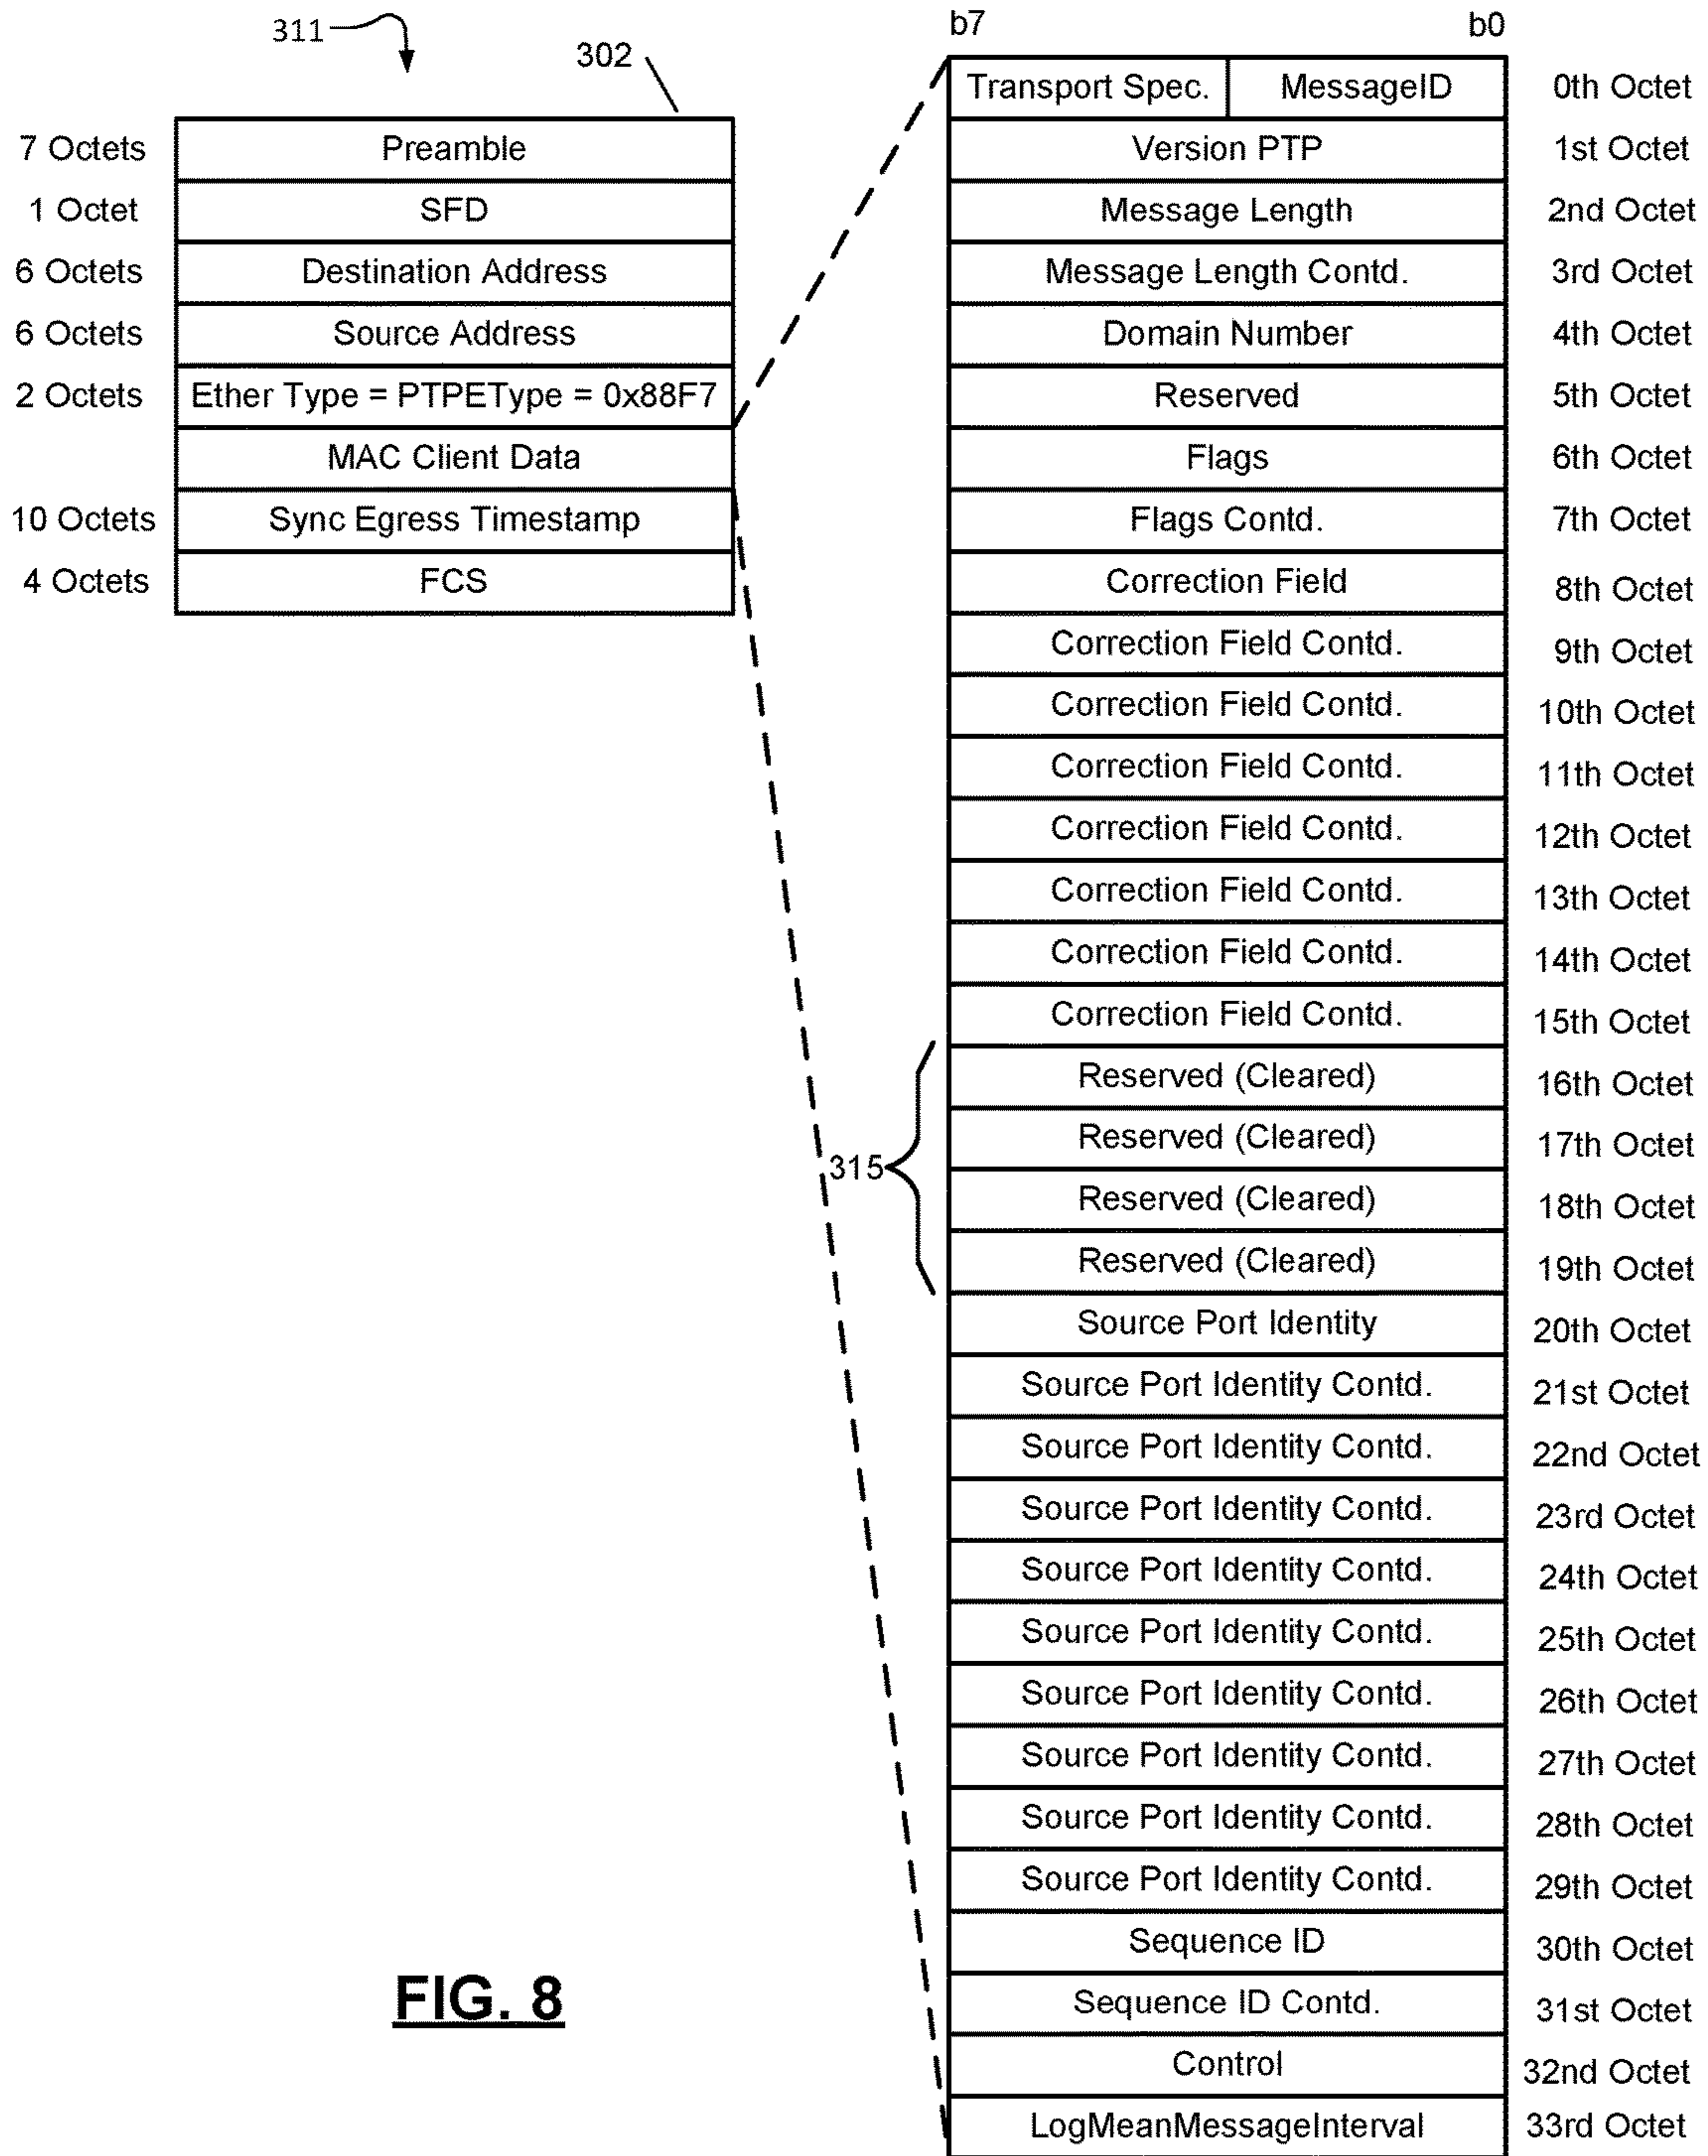 311
302
7 Octets Preamble
1 Octet SFD
6 Octets Destination Address
6 Octets Source Address
2 Octets Ether Type = PTPEType = 0x88F7
MAC Client Data
10 Octets Sync Egress Timestamp
4 Octets FCS
b7 b0
Transport Spec. MessageID 0th Octet
Version PTP 1st Octet
Message Length 2nd Octet
Message Length Contd. 3rd Octet
Domain Number 4th Octet
Reserved 5th Octet
Flags 6th Octet
Flags Contd. 7th Octet
Correction Field 8th Octet
Correction Field Contd. 9th Octet
Correction Field Contd. 10th Octet
Correction Field Contd. 11th Octet
Correction Field Contd. 12th Octet
Correction Field Contd. 13th Octet
Correction Field Contd. 14th Octet
Correction Field Contd. 15th Octet
315
Reserved (Cleared) 16th Octet
Reserved (Cleared) 17th Octet
Reserved (Cleared) 18th Octet
Reserved (Cleared) 19th Octet
Source Port Identity 20th Octet
Source Port Identity Contd. 21st Octet
Source Port Identity Contd. 22nd Octet
Source Port Identity Contd. 23rd Octet
Source Port Identity Contd. 24th Octet
Source Port Identity Contd. 25th Octet
Source Port Identity Contd. 26th Octet
Source Port Identity Contd. 27th Octet
Source Port Identity Contd. 28th Octet
Source Port Identity Contd. 29th Octet
Sequence ID 30th Octet
Sequence ID Contd. 31st Octet
Control 32nd Octet
LogMeanMessageInterval 33rd Octet
FIG. 8